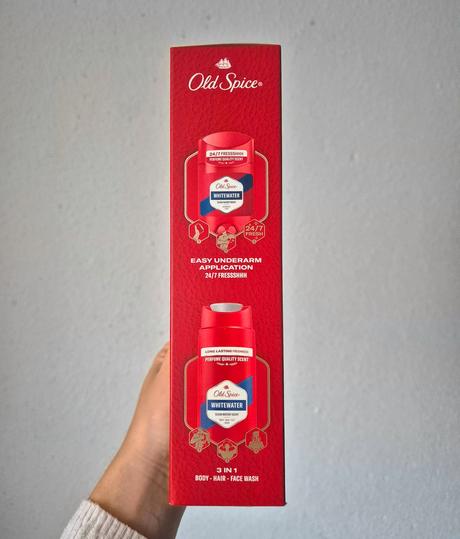 Old Spice®
24/7 FRESSSHHH
PERFUME QUALITY SCENT
Old Spice
WHITEWATER
24/7
FRESH
EASY UNDERARM
APPLICATION
24/7 FRESSSHHH
LONG LASTING FRESHNESS
PERFUME QUALITY SCENT
Old Spice
WHITEWATER
3 IN 1
BODY - HAIR - FACE WASH